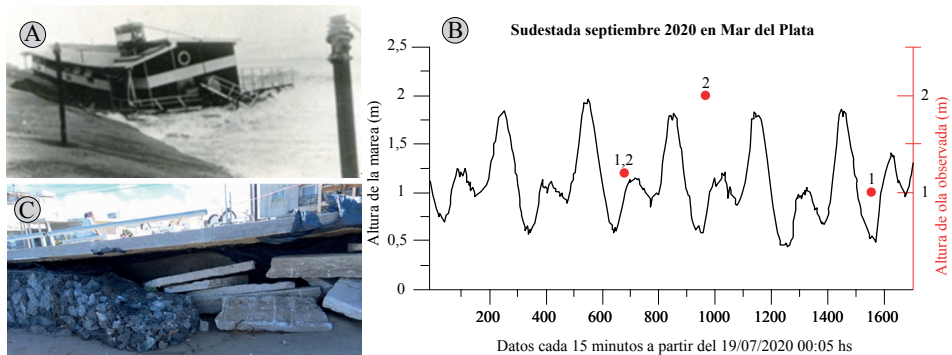 A
B
Sudestada septiembre 2020 en Mar del Plata
Altura de la marea (m)
2,5
2
1,5
1
0,5
0
2
1,2
1
2
1
Altura de ola observada (m)
200 400 600 800 1000 1200 1400 1600
Datos cada 15 minutos a partir del 19/07/2020 00:05 hs
C